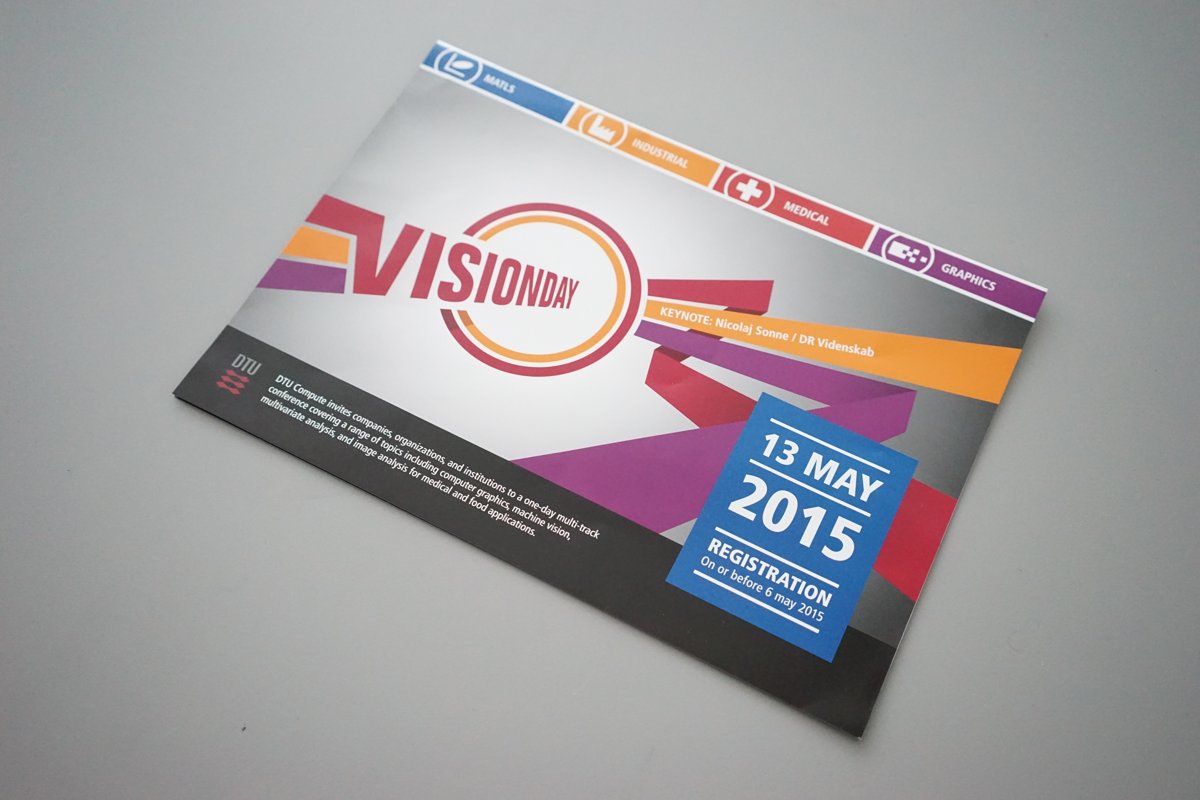 MATLS
INDUSTRIAL
MEDICAL
GRAPHICS
VISIONDAY
KEYNOTE: Nicolaj Sonne / DR Videnskab
DTU
DTU Compute invites companies, organizations, and institutions to a one-day multi-track
conference covering a range of topics including computer graphics, machine vision,
multivariate analysis, and image analysis for medical and food applications.
13 MAY
2015
REGISTRATION
On or before 6 may 2015